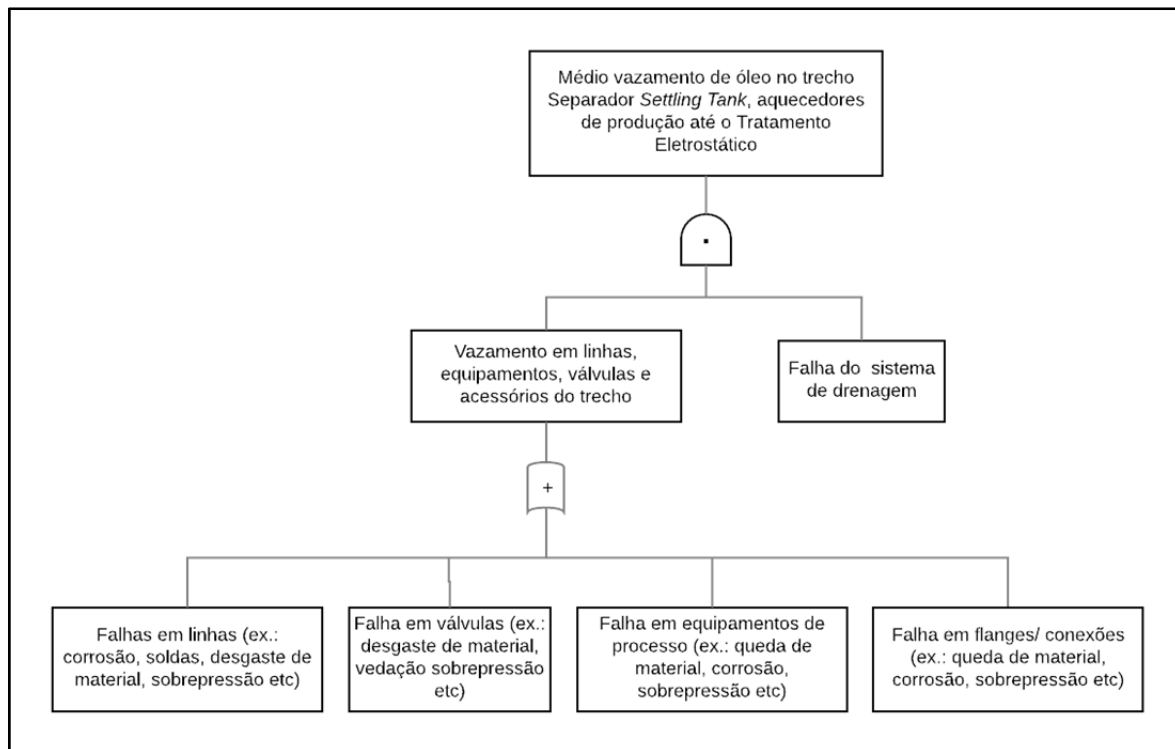 Médio vazamento de óleo no trecho
Separador Settling Tank, aquecedores
de produção até o Tratamento
Eletrostático
Vazamento em linhas,
equipamentos, válvulas e
acessórios do trecho
Falha do sistema
de drenagem
+
Falhas em linhas (ex.:
corrosão, soldas, desgaste de
material, sobrepressão etc)
Falha em válvulas (ex.:
desgaste de material,
vedação sobrepressão
etc)
Falha em equipamentos de
processo (ex.: queda de
material, corrosão,
sobrepressão etc)
Falha em flanges/ conexões
(ex.: queda de material,
corrosão, sobrepressão etc)